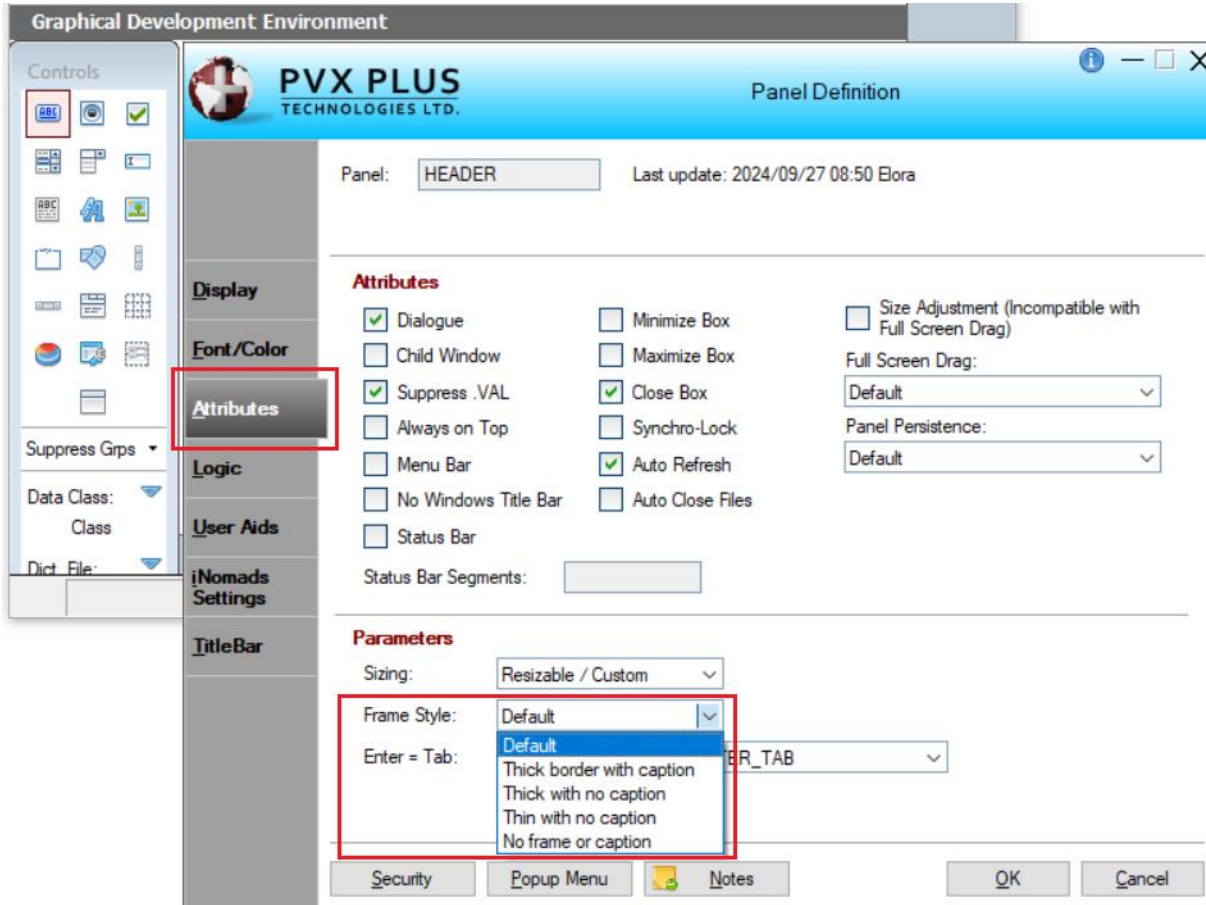 Graphical Development Environment
Controls
PVX PLUS
TECHNOLOGIES LTD.
Panel Definition
Panel: HEADER Last update: 2024/09/27 08:50 Elora
Display
Font/Color
Attributes
Logic
User Aids
iNomads
Settings
TitleBar
Suppress Grps
Data Class:
Class
Dict File:
Attributes
Dialogue
Child Window
Suppress .VAL
Always on Top
Menu Bar
No Windows Title Bar
Status Bar
Status Bar Segments:
Minimize Box
Maximize Box
Close Box
Synchro-Lock
Auto Refresh
Auto Close Files
Size Adjustment (Incompatible with
Full Screen Drag)
Full Screen Drag:
Default
Panel Persistence:
Default
Parameters
Sizing: Resizable / Custom
Frame Style: Default
Enter = Tab:
Default
Thick border with caption
Thick with no caption
Thin with no caption
No frame or caption
Security
Popup Menu
Notes
OK
Cancel